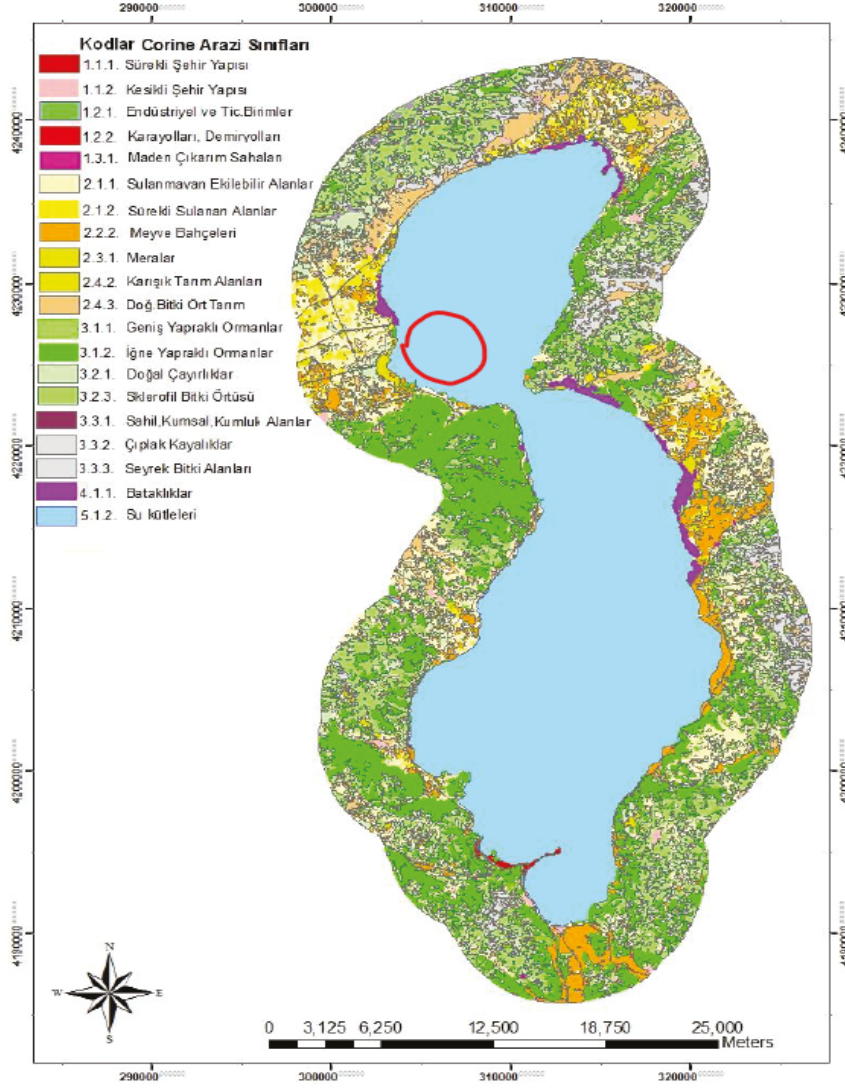 290000 300000 310000 320000
Kodlar Corine Arazi Sınıfları
1.1.1. Sürekli Şehir Yapısı
1.1.2. Kesikli Şehir Yapısı
1.2.1. Endüstriyel ve Tic.Birimler
1.2.2. Karayolları, Demiryolları
1.3.1. Maden Çıkarım Sahaları
2.1.1. Sulanmavan Ekilebilir Alanlar
2.1.2. Sürekli Sulanan Alanlar
2.2.2. Meyve Bahçeleri
2.3.1. Meralar
2.4.2. Karışık Tarım Alanları
2.4.3. Doğ.Bitki Ort Tarım
3.1.1. Geniş Yapraklı Ormanlar
3.1.2. İğne Yapraklı Ormanlar
3.2.1. Doğal Çayırlıklar
3.2.3. Sklerofil Bitki Örtüsü
3.3.1. Sahil,Kumsal,Kumluk Alanlar
3.3.2. Çıplak Kayalıklar
3.3.3. Seyrek Bitki Alanları
4.1.1. Bataklıklar
5.1.2. Su kütleleri
4240000 4240000
4230000 4230000
4220000 4220000
4210000
4200000
4190000
N
W E
S
0 3,125 6,250 12,500 18,750 25,000
Meters
290000 300000 310000 320000